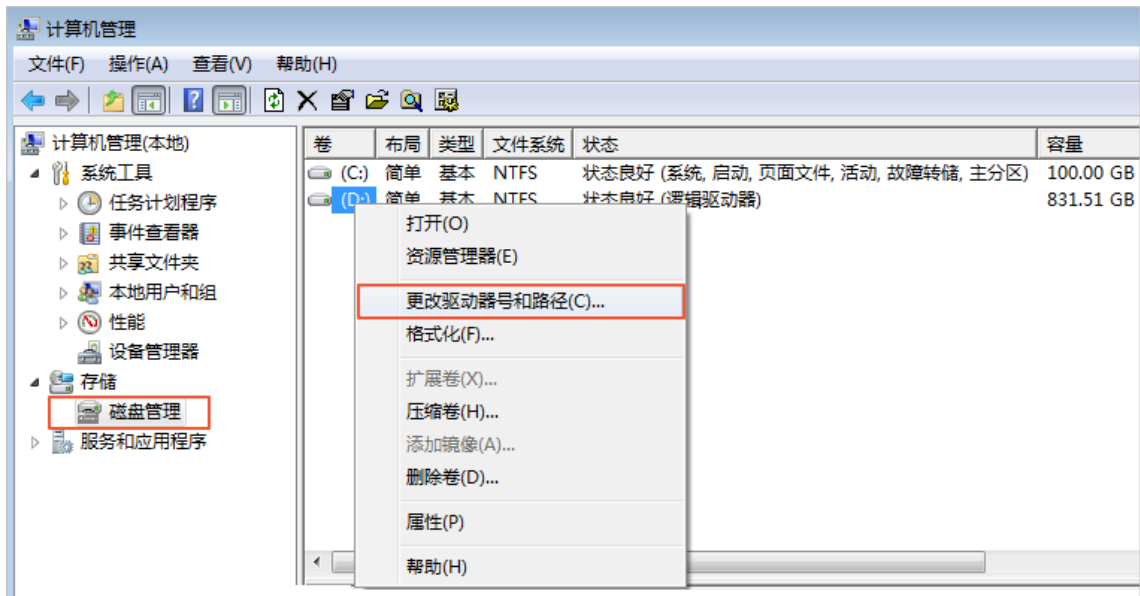 计算机管理
文件(F) 操作(A) 查看(V) 帮助(H)
计算机管理(本地)
系统工具
任务计划程序
事件查看器
共享文件夹
本地用户和组
性能
设备管理器
存储
磁盘管理
服务和应用程序
卷 布局 类型 文件系统 状态 容量
(C:) 简单 基本 NTFS 状态良好 (系统, 启动, 页面文件, 活动, 故障转储, 主分区) 100.00 GB
(D:) 简单 基本 NTFS 状态良好 (逻辑驱动器) 831.51 GB
打开(O)
资源管理器(E)
更改驱动器号和路径(C)...
格式化(F)...
扩展卷(X)...
压缩卷(H)...
添加镜像(A)...
删除卷(D)...
属性(P)
帮助(H)